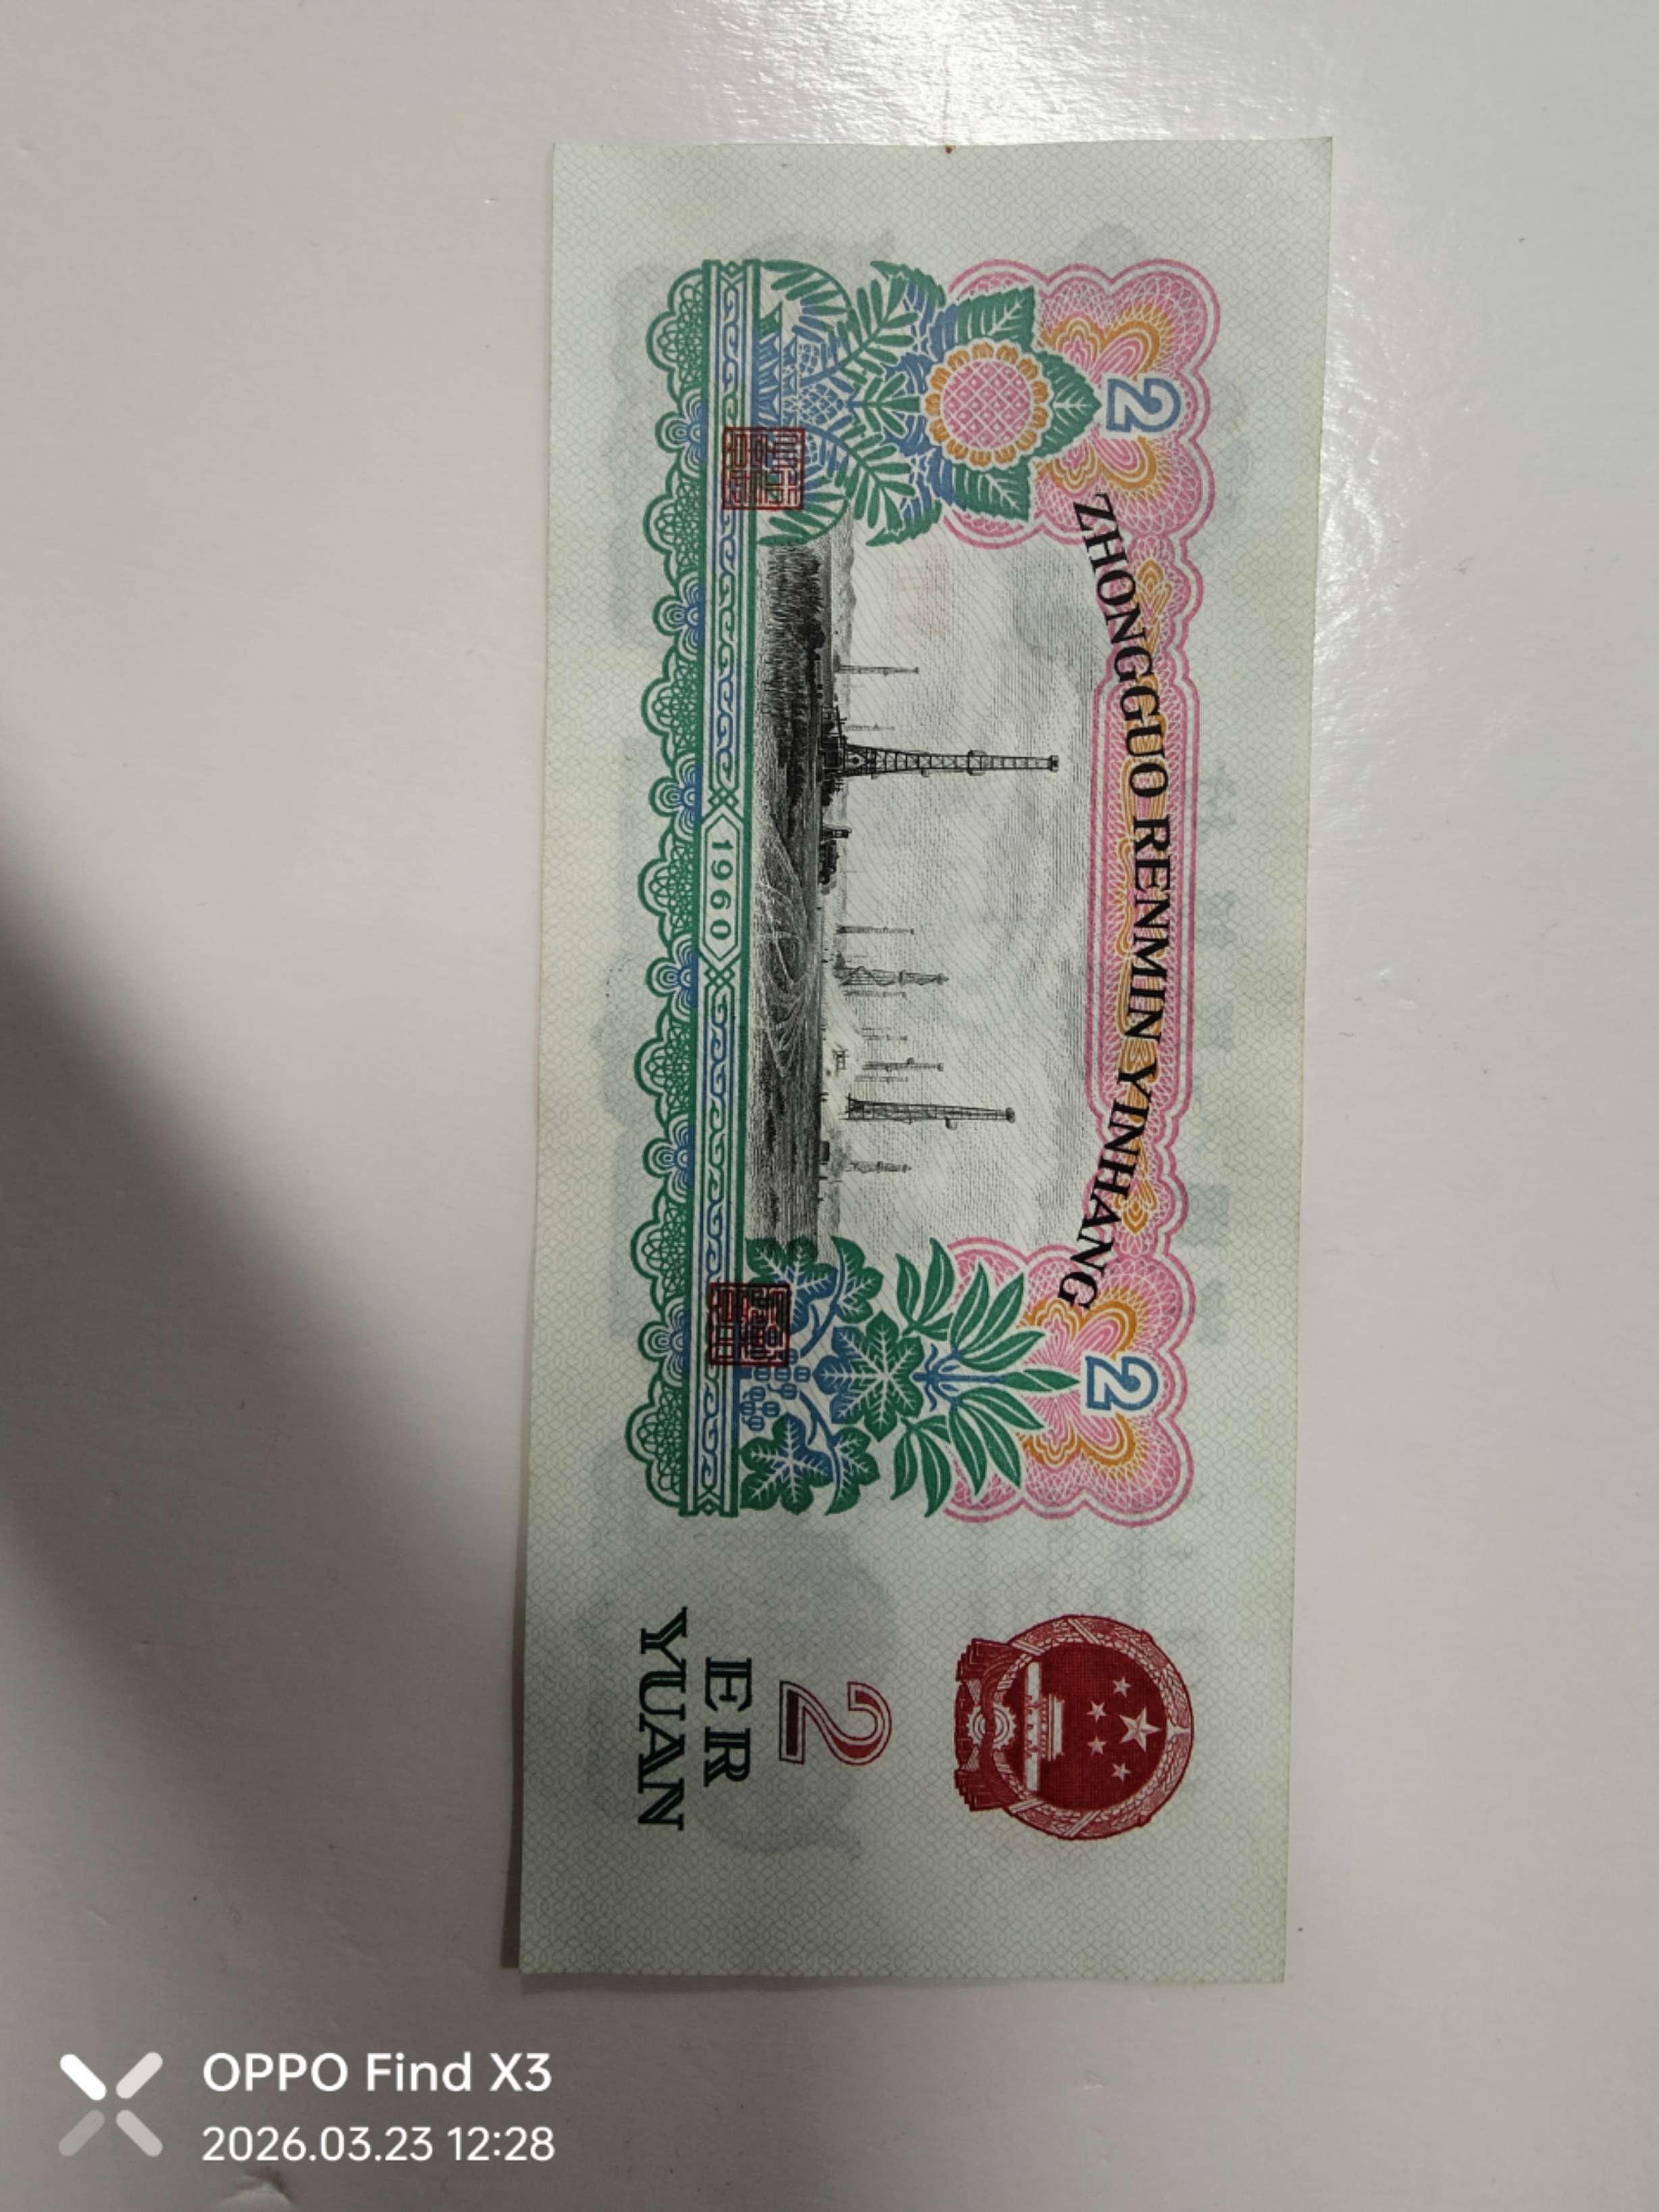 ZHONGGUO RENMIN YINHANG
2
2
1960
2
ER
YUAN
OPPO Find X3
2026.03.23 12:28